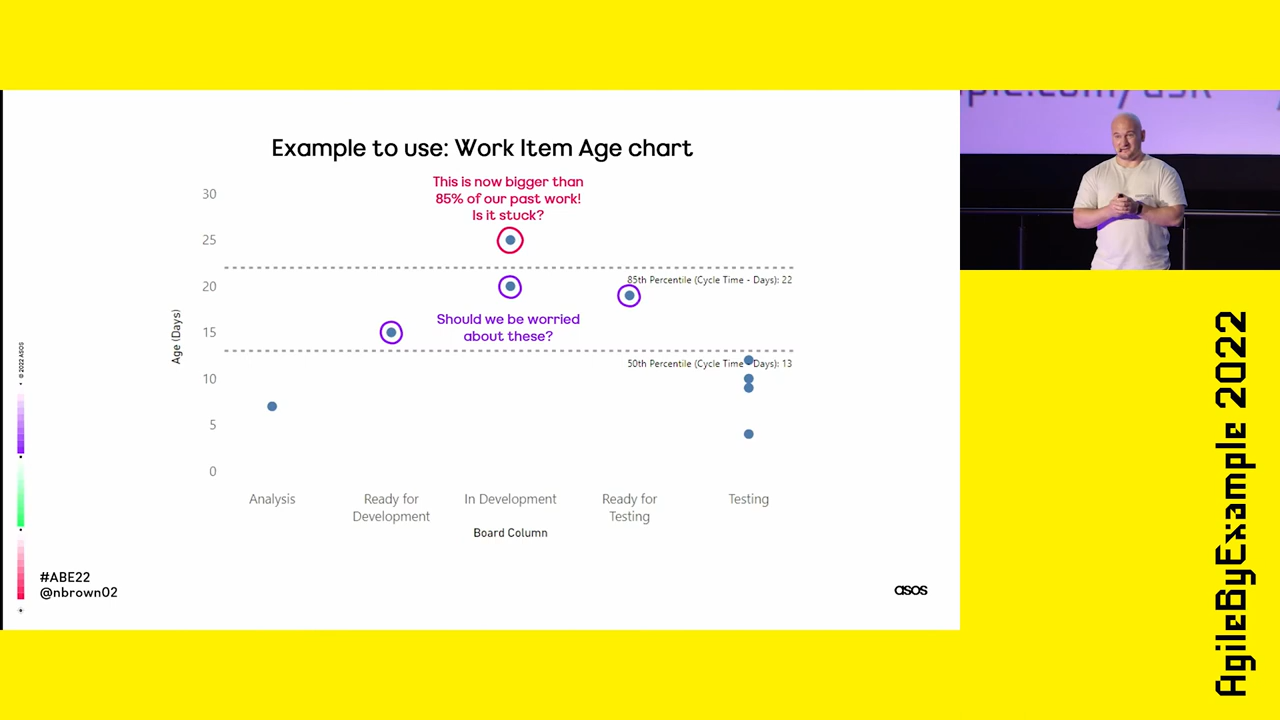 Example to use: Work Item Age chart
This is now bigger than
85% of our past work!
Is it stuck?
30
25
20
15
10
5
0
Age (Days)
85th Percentile (Cycle Time - Days): 22
Should we be worried
about these?
50th Percentile (Cycle Time - Days): 13
Analysis
Ready for
Development
In Development
Ready for
Testing
Testing
Board Column
© 2022 ASOS
#ABE22
@nbrown02
asos
AgileByExample 2022